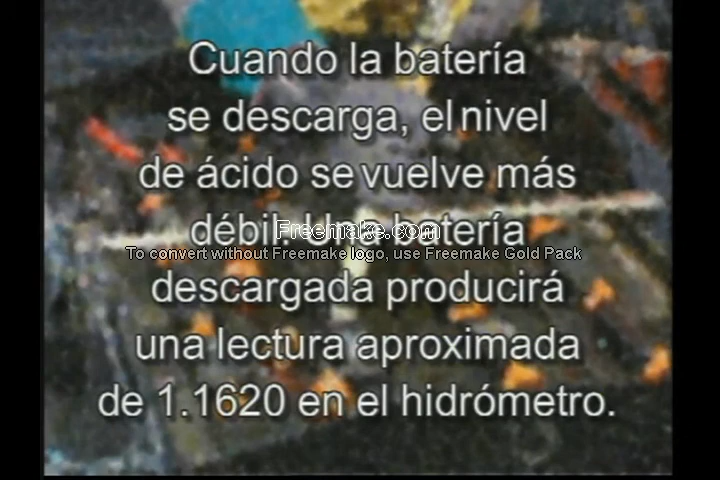 Cuando la batería
se descarga, el nivel
de ácido se vuelve más
débil. Una batería
Freemake.com
To convert without Freemake logo, use Freemake Gold Pack
descargada producirá
una lectura aproximada
de 1.1620 en el hidrómetro.